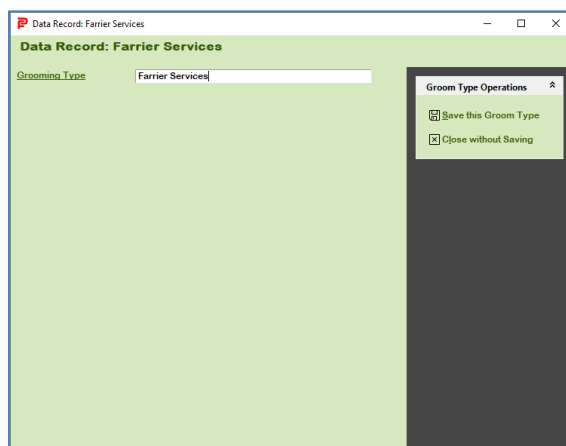 Data Record: Farrier Services
Data Record: Farrier Services
Grooming Type
Farrier Services
Groom Type Operations
Save this Groom Type
Close without Saving